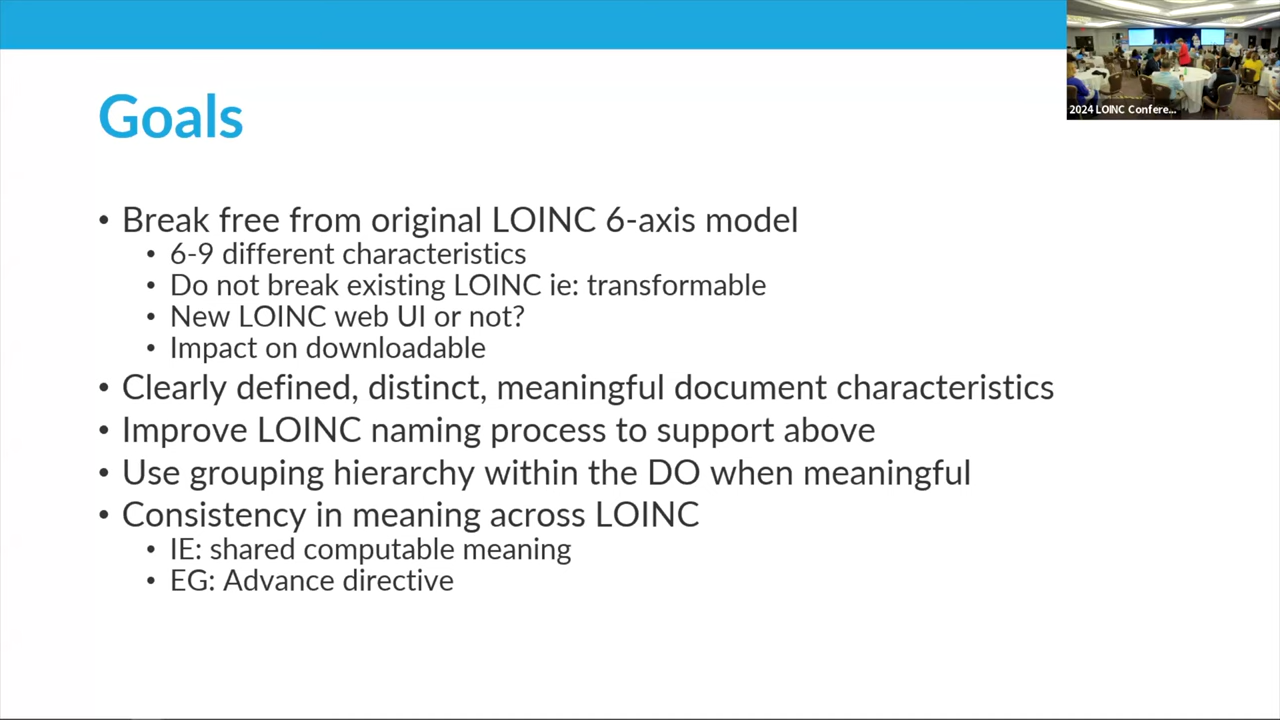 2024 LOINC Confere...
Goals
• Break free from original LOINC 6-axis model
• 6-9 different characteristics
• Do not break existing LOINC ie: transformable
• New LOINC web UI or not?
• Impact on downloadable
• Clearly defined, distinct, meaningful document characteristics
• Improve LOINC naming process to support above
• Use grouping hierarchy within the DO when meaningful
• Consistency in meaning across LOINC
• IE: shared computable meaning
• EG: Advance directive